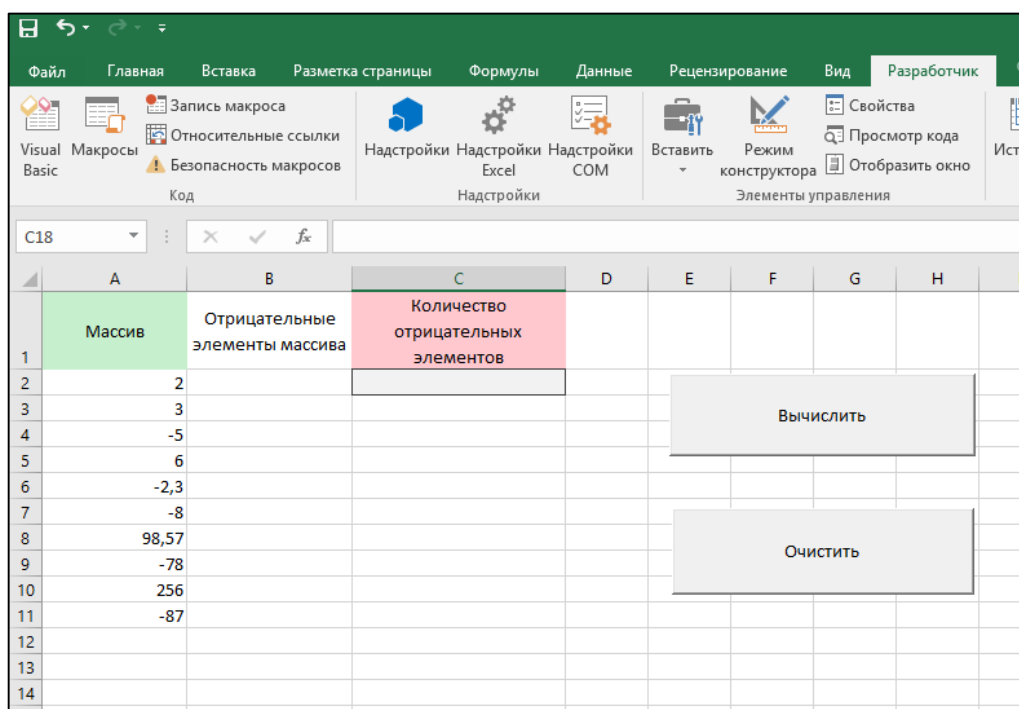 Файл Главная Вставка Разметка страницы Формулы Данные Рецензирование Вид Разработчик
Visual Basic
Макросы
Запись макроса
Относительные ссылки
Безопасность макросов
Код
Надстройки
Надстройки Excel
Надстройки COM
Надстройки
Вставить
Режим конструктора
Свойства
Просмотр кода
Отобразить окно
Элементы управления
Ист
C18 fx
A B C D E F G H
1 Массив
Отрицательные
элементы массива
Количество
отрицательных
элементов
2 2
3 3
4 -5
5 6
6 -2,3
7 -8
8 98,57
9 -78
10 256
11 -87
12
13
14
Вычислить
Очистить